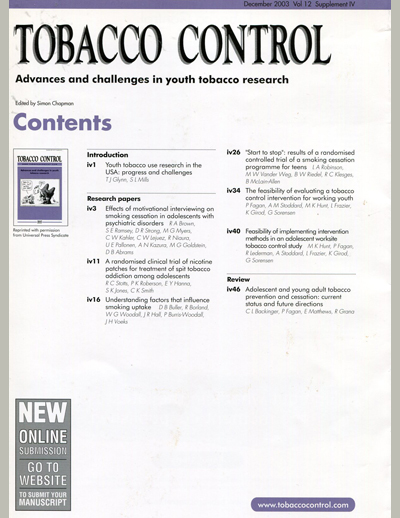 December 2003 Vol 12 Supplement IV
TOBACCO CONTROL
Advances and challenges in youth tobacco research
Edited by Simon Chapman
Contents
TOBACCO CONTROL
Reprinted with permission
from Universal Press Syndicate
Introduction
iv1 Youth tobacco use research in the
USA: progress and challenges
T J Glynn, S L Mills
Research papers
iv3 Effects of motivational interviewing on
smoking cessation in adolescents with
psychiatric disorders R A Brown,
S E Ramsey, D R Strong, M G Myers,
C W Kahler, C W Lejuez, R Niaura,
U E Pallonen, A N Kazura, M G Goldstein,
D B Abrams
iv11 A randomised clinical trial of nicotine
patches for treatment of spit tobacco
addiction among adolescents
R C Stotts, P K Roberson, E Y Hanna,
S K Jones, C K Smith
iv16 Understanding factors that influence
smoking uptake D B Buller, R Borland,
W G Woodall, J R Hall, P Burris-Woodall,
J H Voeks
iv26 "Start to stop": results of a randomised
controlled trial of a smoking cessation
programme for teens L A Robinson,
M W Vander Weg, B W Riedel, R C Klesges,
B McLain-Allen
iv34 The feasibility of evaluating a tobacco
control intervention for working youth
P Fagan, A M Stoddard, M K Hunt, L Frazier,
K Girod, G Sorensen
iv40 Feasibility of implementing intervention
methods in an adolescent worksite
tobacco control study M K Hunt, P Fagan,
R Lederman, A Stoddard, L Frazier, K Girod,
G Sorensen
Review
iv46 Adolescent and young adult tobacco
prevention and cessation: current
status and future directions
C L Backinger, P Fagan, E Matthews, R Grana
NEW
ONLINE
SUBMISSION
GO TO
WEBSITE
TO SUBMIT YOUR
MANUSCRIPT
www.tobaccocontrol.com